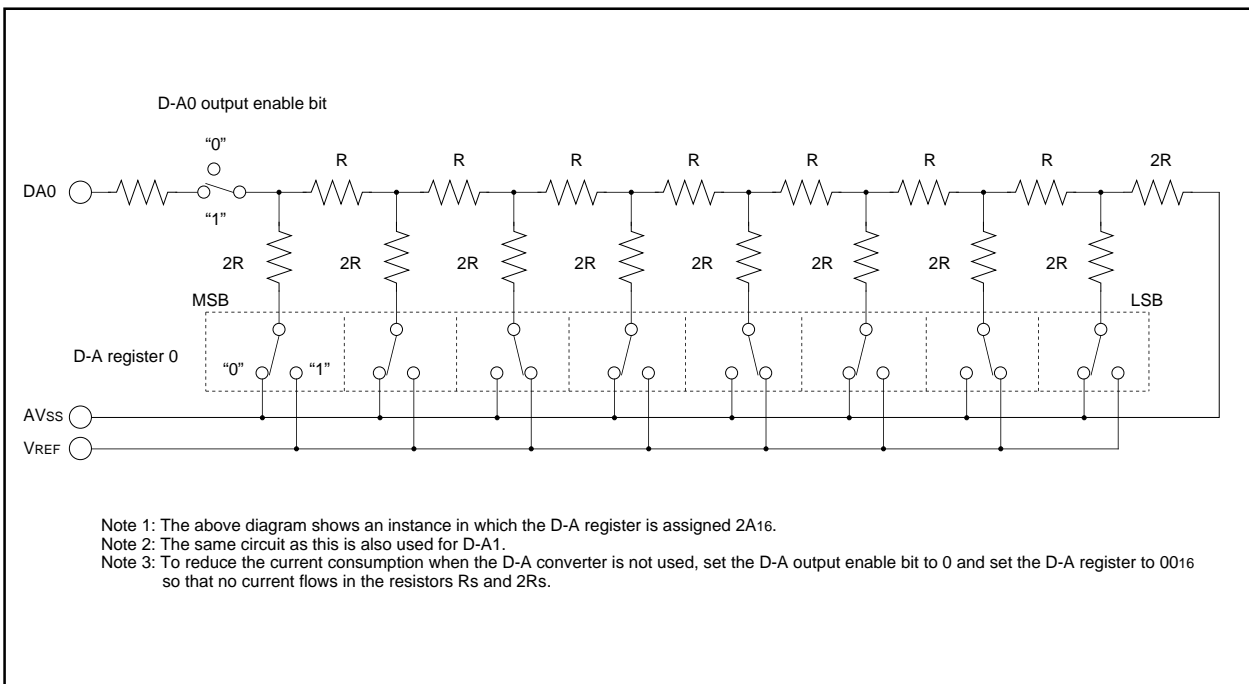 D-A0 output enable bit
“0”
R R R R R R R 2R
DA0
“1”
2R 2R 2R 2R 2R 2R 2R 2R
MSB LSB
D-A register 0
“0” “1”
AVSS
VREF
Note 1: The above diagram shows an instance in which the D-A register is assigned 2A16.
Note 2: The same circuit as this is also used for D-A1.
Note 3: To reduce the current consumption when the D-A converter is not used, set the D-A output enable bit to 0 and set the D-A register to 0016
so that no current flows in the resistors Rs and 2Rs.